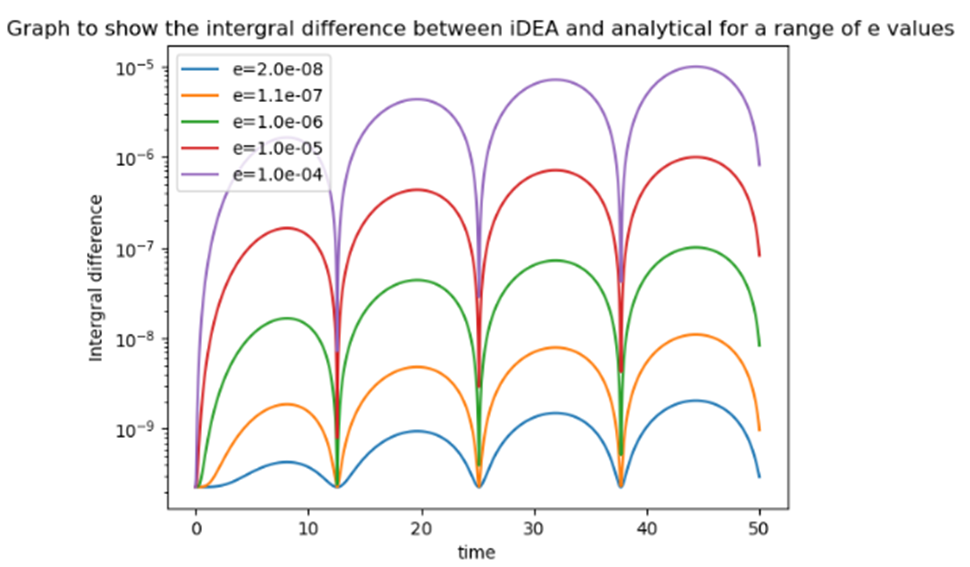 Graph to show the intergral difference between iDEA and analytical for a range of e values
10⁻⁵
10⁻⁶
10⁻⁷
10⁻⁸
10⁻⁹
Intergral difference
e=2.0e-08
e=1.1e-07
e=1.0e-06
e=1.0e-05
e=1.0e-04
0 10 20 30 40 50
time